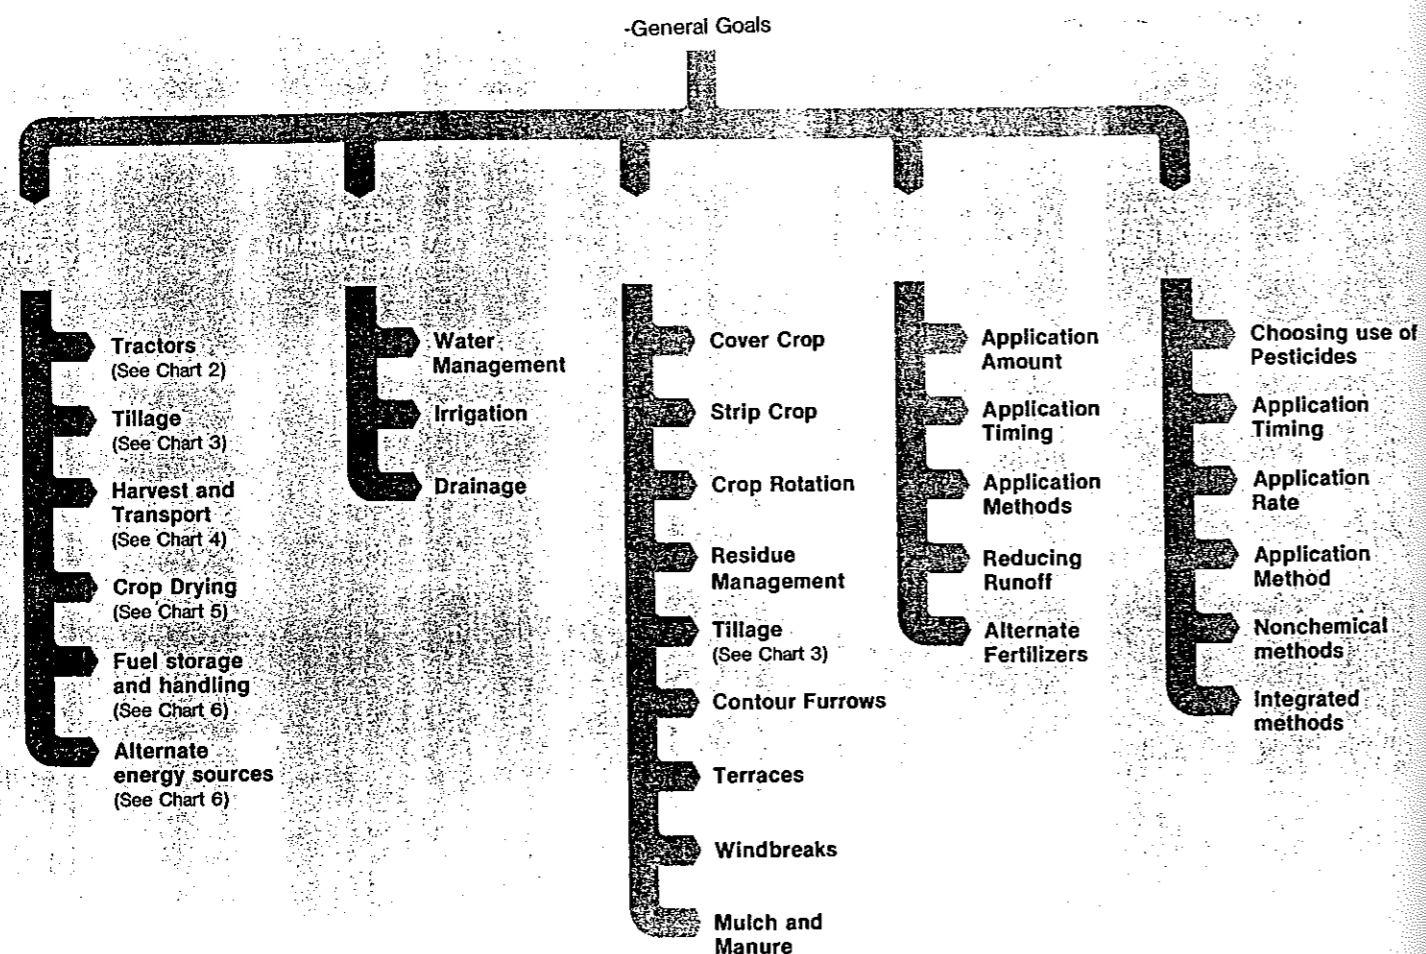 -General Goals
MANAGEME
Tractors
(See Chart 2)
Tillage
(See Chart 3)
Harvest and
Transport
(See Chart 4)
Crop Drying
(See Chart 5)
Fuel storage
and handling
(See Chart 6)
Alternate
energy sources
(See Chart 6)
Water
Management
Irrigation
Drainage
Cover Crop
Strip Crop
Crop Rotation
Residue
Management
Tillage
(See Chart 3)
Contour Furrows
Terraces
Windbreaks
Mulch and
Manure
Application
Amount
Application
Timing
Application
Methods
Reducing
Runoff
Alternate
Fertilizers
Choosing use of
Pesticides
Application
Timing
Application
Rate
Application
Method
Nonchemical
methods
Integrated
methods